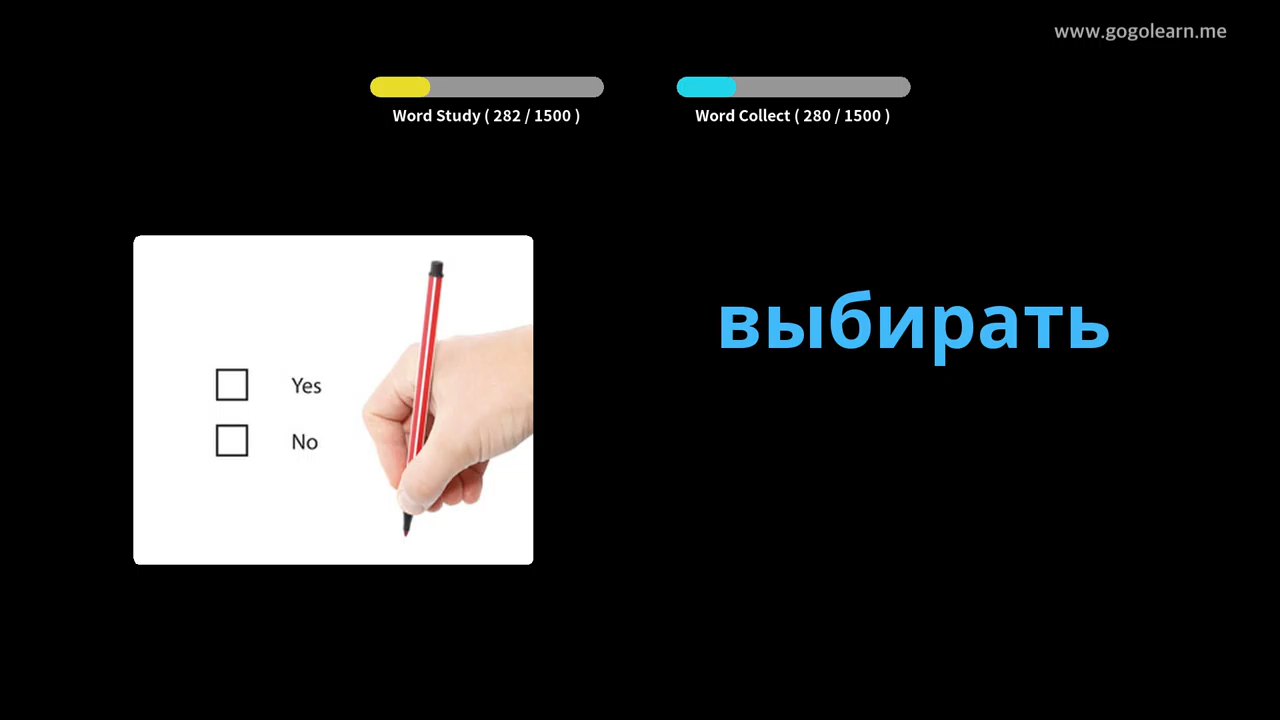 www.gogolearn.me
Word Study ( 282 / 1500 )
Word Collect ( 280 / 1500 )
выбирать
Yes
No